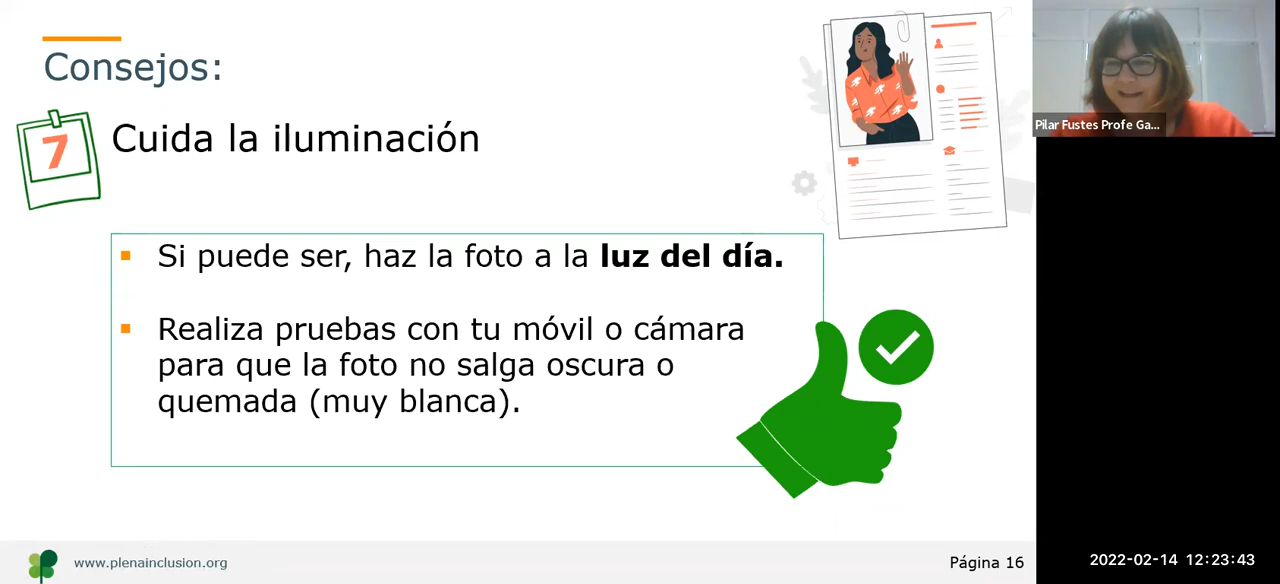 Consejos:
7
Cuida la iluminación
Si puede ser, haz la foto a la luz del día.
Realiza pruebas con tu móvil o cámara
para que la foto no salga oscura o
quemada (muy blanca).
www.plenainclusion.org
Página 16
Pilar Fustes Profe Ga...
2022-02-14 12:23:43